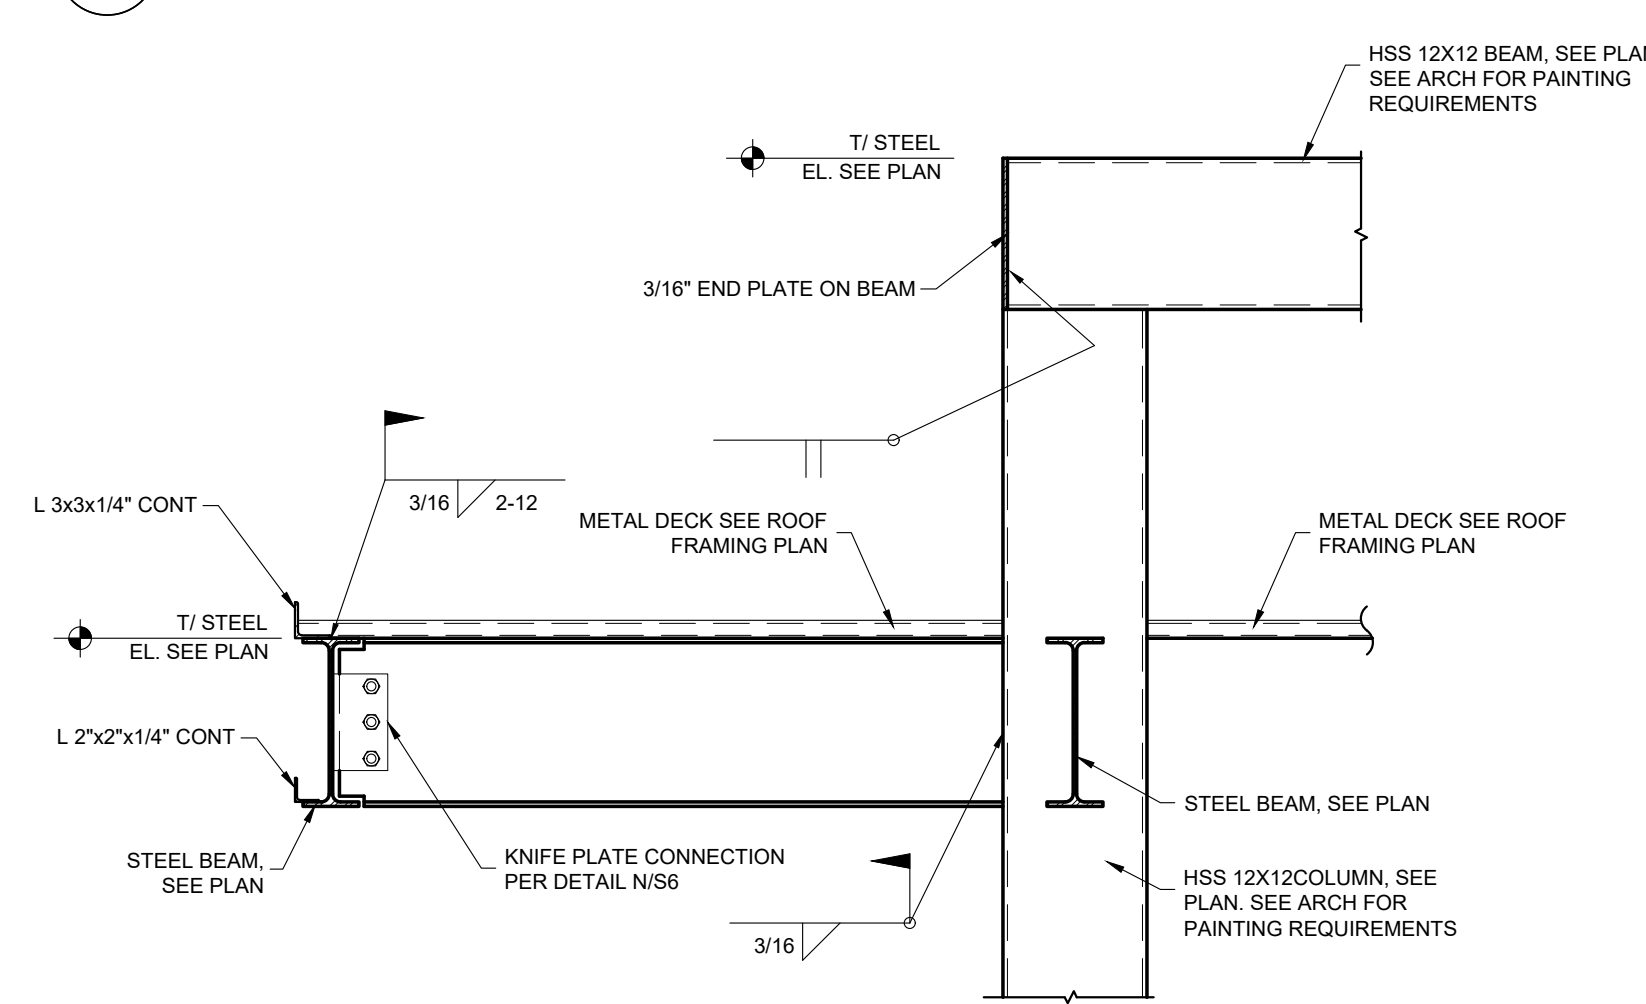 HSS 12X12 BEAM, SEE PLAN
SEE ARCH FOR PAINTING
REQUIREMENTS
T/ STEEL
EL. SEE PLAN
3/16" END PLATE ON BEAM
3/16
2-12
L 3x3x1/4" CONT
METAL DECK SEE ROOF
FRAMING PLAN
METAL DECK SEE ROOF
FRAMING PLAN
T/ STEEL
EL. SEE PLAN
L 2"x2"x1/4" CONT
STEEL BEAM, SEE PLAN
STEEL BEAM,
SEE PLAN
KNIFE PLATE CONNECTION
PER DETAIL N/S6
HSS 12X12COLUMN, SEE
PLAN. SEE ARCH FOR
PAINTING REQUIREMENTS
3/16